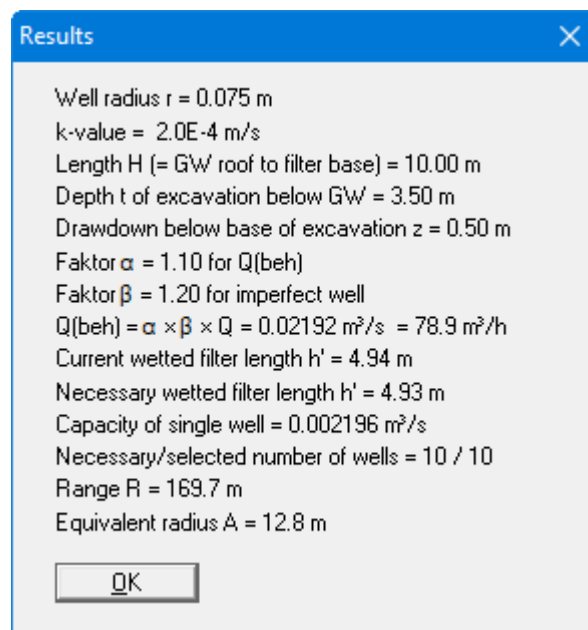 Results
Well radius r = 0.075 m
k-value = 2.0E-4 m/s
Length H (= GW roof to filter base) = 10.00 m
Depth t of excavation below GW = 3.50 m
Drawdown below base of excavation z = 0.50 m
Faktor α = 1.10 for Q(beh)
Faktor β = 1.20 for imperfect well
Q(beh) = α × β × Q = 0.02192 m³/s = 78.9 m³/h
Current wetted filter length h' = 4.94 m
Necessary wetted filter length h' = 4.93 m
Capacity of single well = 0.002196 m³/s
Necessary/selected number of wells = 10 / 10
Range R = 169.7 m
Equivalent radius A = 12.8 m
OK